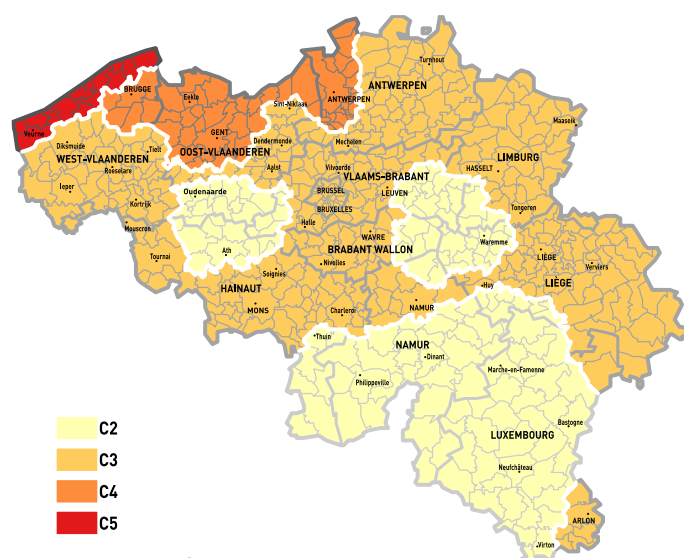 Turnhout
ANTWERPEN
BRUGGE
Eeklo
ANTWERPEN
Sint-Niklaas
Maaseik
Veurne
GENT
Diksmuide
Tielt
OOST-VLAANDEREN
Dendermonde
Mechelen
WEST-VLAANDEREN
Roeselare
Aalst
Vilvoorde
VLAAMS-BRABANT
HASSELT
LIMBURG
Ieper
Oudenaarde
BRUSSEL
LEUVEN
Kortrijk
BRUXELLES
Tongeren
Mouscron
Halle
WAVRE
Waremme
Ath
BRABANT WALLON
LIÈGE
Tournai
Nivelles
Verviers
Soignies
HAINAUT
Huy
LIÈGE
MONS
Charleroi
NAMUR
Thuin
NAMUR
Dinant
Philippeville
Marche-en-Famenne
Bastogne
C2
LUXEMBOURG
C3
Neufchâteau
C4
ARLON
C5
Virton